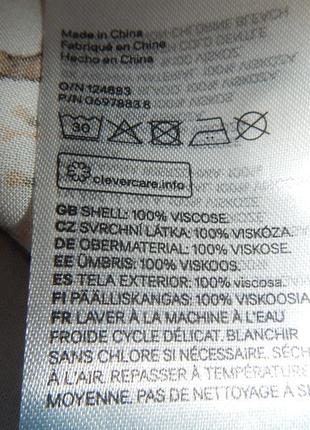 Made in China
Fabriqué en Chine
Hecho en China
O/N 124883
P/N 0697883.8
30
clevercare.info
GB SHELL: 100% VISCOSE.
CZ SVRCHNÍ LÁTKA: 100% VISKÓZA.
DE OBERMATERIAL: 100% VISKOSE.
EE ÜMBRIS: 100% VISKOOS.
ES TELA EXTERIOR: 100% viscosa.
FI PÄÄLLISKANGAS: 100% VISKOOSIA
FR LAVER À LA MACHINE À L'EAU
FROIDE CYCLE DÉLICAT. BLANCHIR
SANS CHLORE SI NÉCESSAIRE. SÉCH
À L'AIR. REPASSER À TEMPÉRATURE
MOYENNE. PAS DE NETTOYAGE À SE